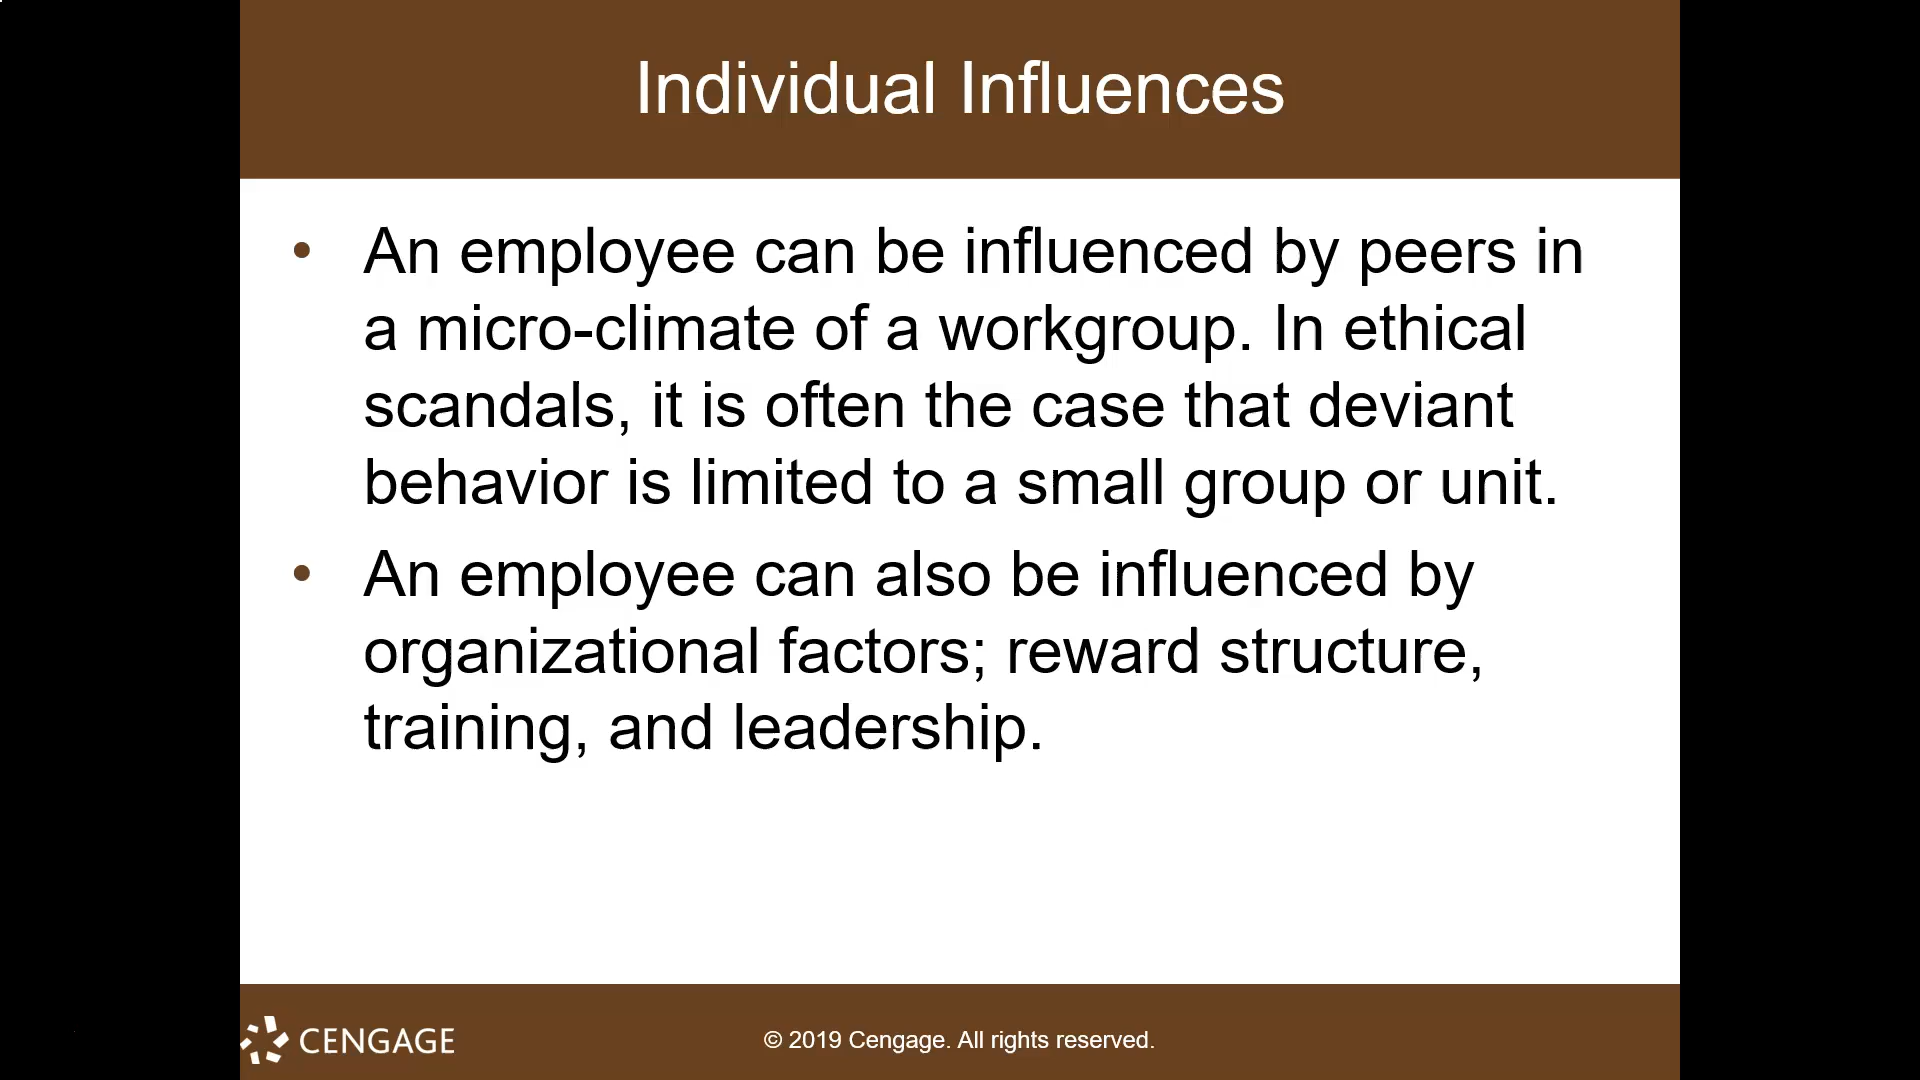 Individual Influences
• An employee can be influenced by peers in
a micro-climate of a workgroup. In ethical
scandals, it is often the case that deviant
behavior is limited to a small group or unit.
• An employee can also be influenced by
organizational factors; reward structure,
training, and leadership.
CENGAGE
© 2019 Cengage. All rights reserved.